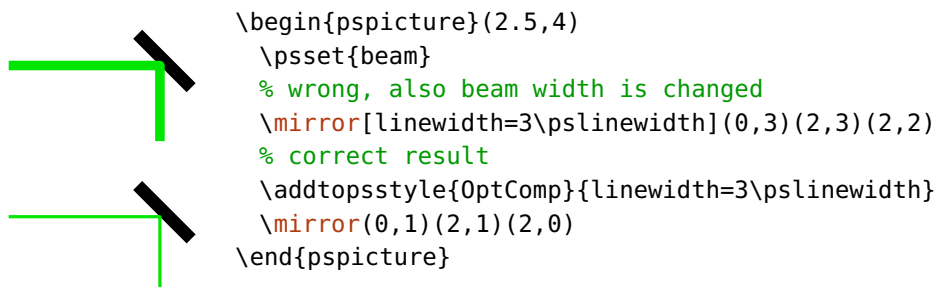 \begin{pspicture}(2.5,4)
  \psset{beam}
  % wrong, also beam width is changed
  \mirror[linewidth=3\pslinewidth](0,3)(2,3)(2,2)
  % correct result
  \addtopsstyle{OptComp}{linewidth=3\pslinewidth}
  \mirror(0,1)(2,1)(2,0)
\end{pspicture}